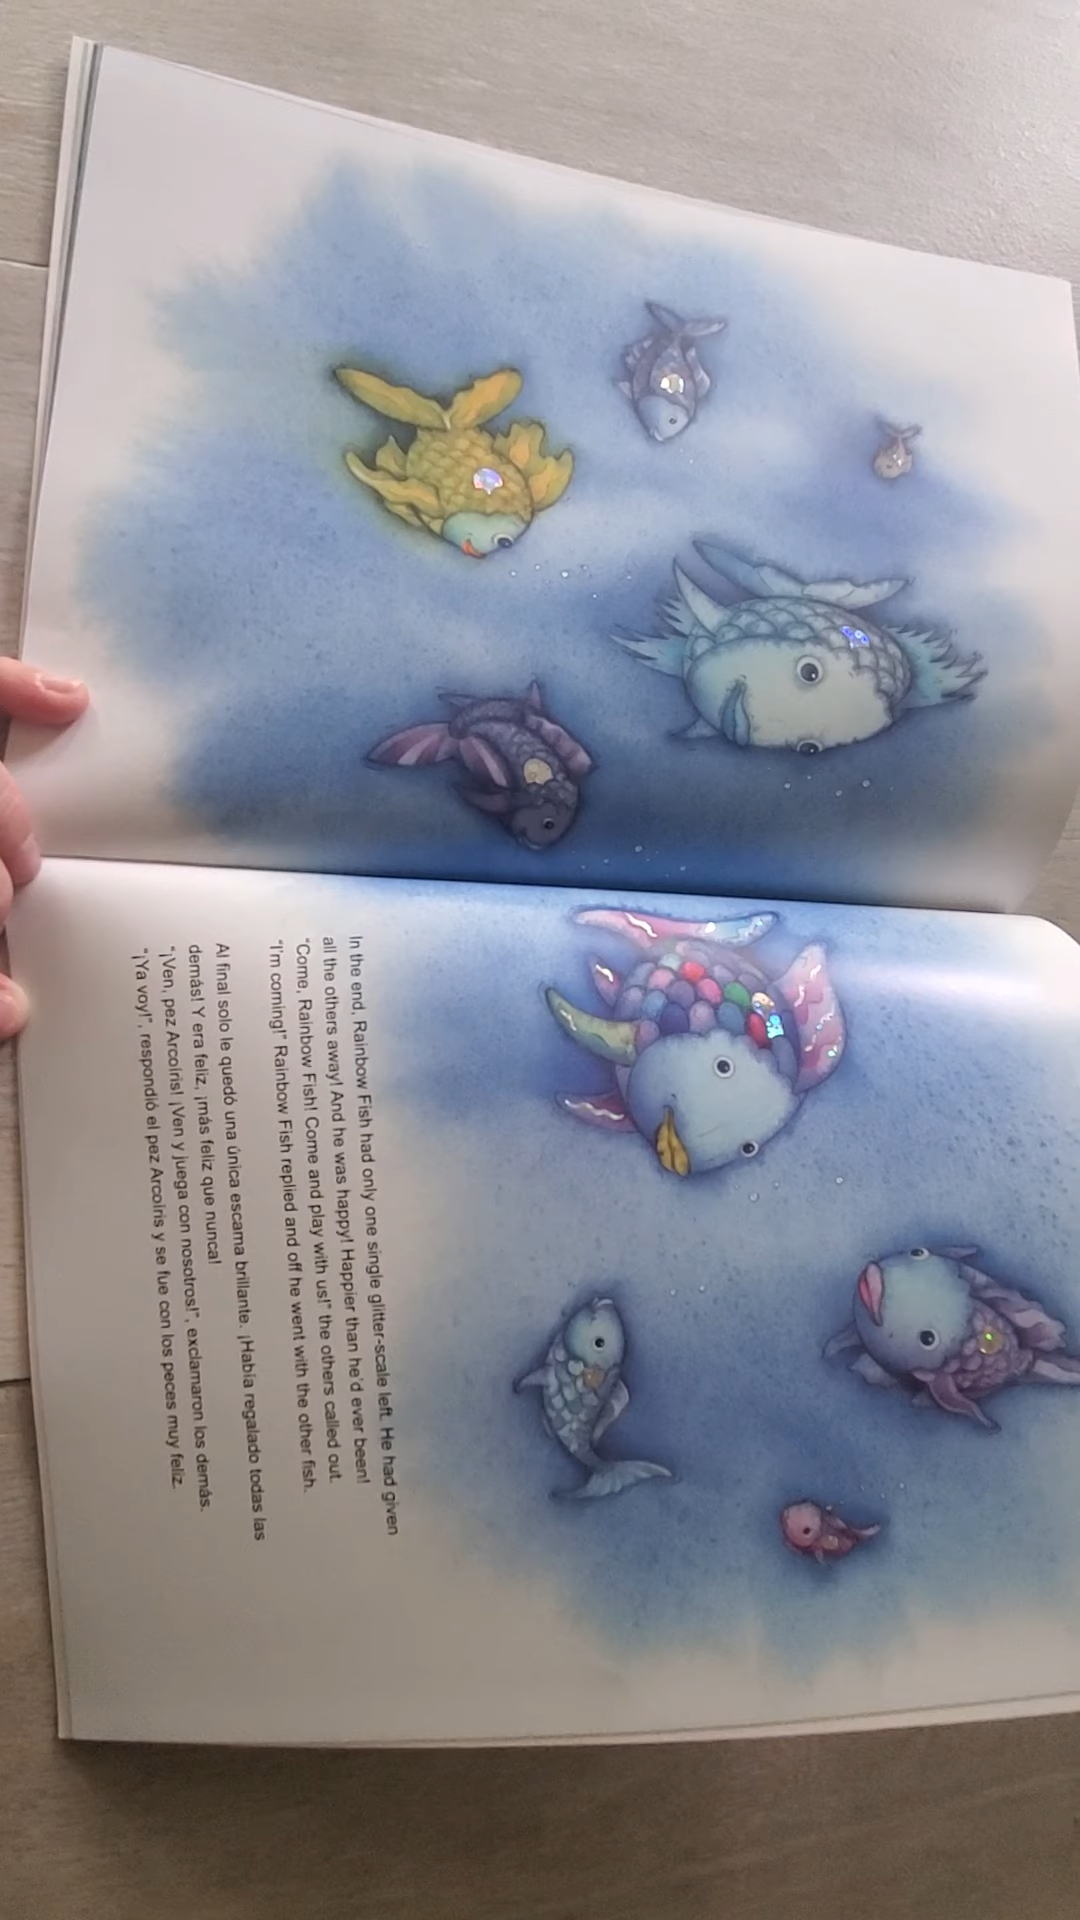 In the end, Rainbow Fish had only one single glitter-scale left. He had given
all the others away! And he was happy! Happier than he'd ever been!
"Come, Rainbow Fish! Come and play with us!" the others called out.
"I'm coming!" Rainbow Fish replied and off he went with the other fish.
Al final solo le quedó una única escama brillante. ¡Había regalado todas las
demás! Y era feliz, ¡más feliz que nunca!
"¡Ven, pez Arcoíris! ¡Ven y juega con nosotros!", exclamaron los demás.
"¡Ya voy!", respondió el pez Arcoíris y se fue con los peces muy feliz.